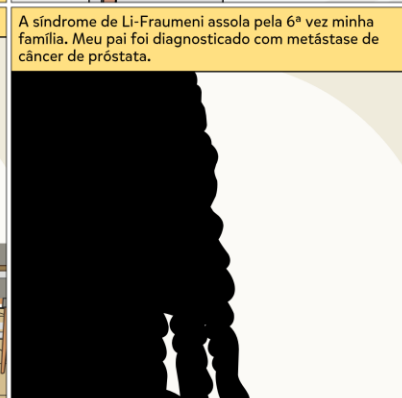 A síndrome de Li-Fraumeni assola pela 6ª vez minha
família. Meu pai foi diagnosticado com metástase de
câncer de próstata.